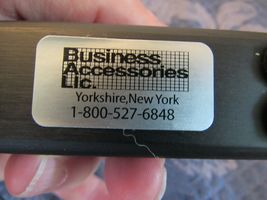 Business
Accessories
Llc.
Yorkshire,New York
1-800-527-6848